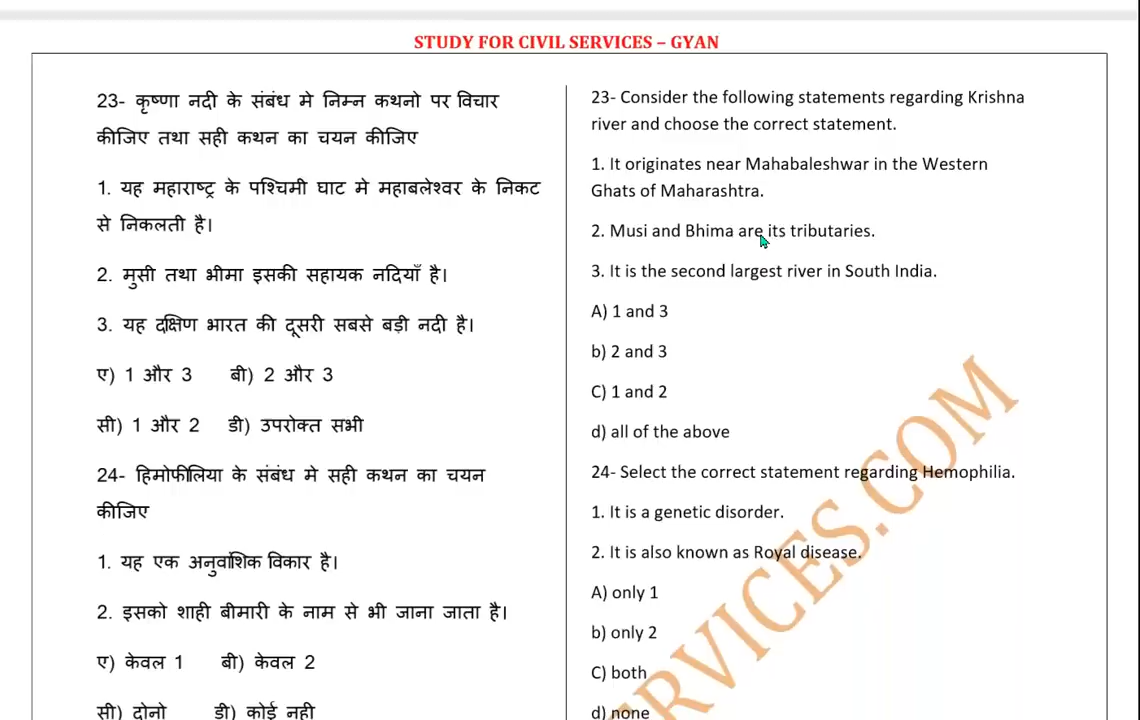 STUDY FOR CIVIL SERVICES – GYAN
23- कृष्णा नदी के संबंध मे निम्न कथनो पर विचार
कीजिए तथा सही कथन का चयन कीजिए
1. यह महाराष्ट्र के पश्चिमी घाट मे महाबलेश्वर के निकट
से निकलती है।
2. मुसी तथा भीमा इसकी सहायक नदियाँ है।
3. यह दक्षिण भारत की दूसरी सबसे बड़ी नदी है।
ए) 1 और 3 बी) 2 और 3
सी) 1 और 2 डी) उपरोक्त सभी
24- हिमोफीलिया के संबंध मे सही कथन का चयन
कीजिए
1. यह एक अनुवांशिक विकार है।
2. इसको शाही बीमारी के नाम से भी जाना जाता है।
ए) केवल 1 बी) केवल 2
सी) दोनो डी) कोई नही
23- Consider the following statements regarding Krishna
river and choose the correct statement.
1. It originates near Mahabaleshwar in the Western
Ghats of Maharashtra.
2. Musi and Bhima are its tributaries.
3. It is the second largest river in South India.
A) 1 and 3
b) 2 and 3
C) 1 and 2
d) all of the above
24- Select the correct statement regarding Hemophilia.
1. It is a genetic disorder.
2. It is also known as Royal disease.
A) only 1
b) only 2
C) both
d) none
ERVICES.COM